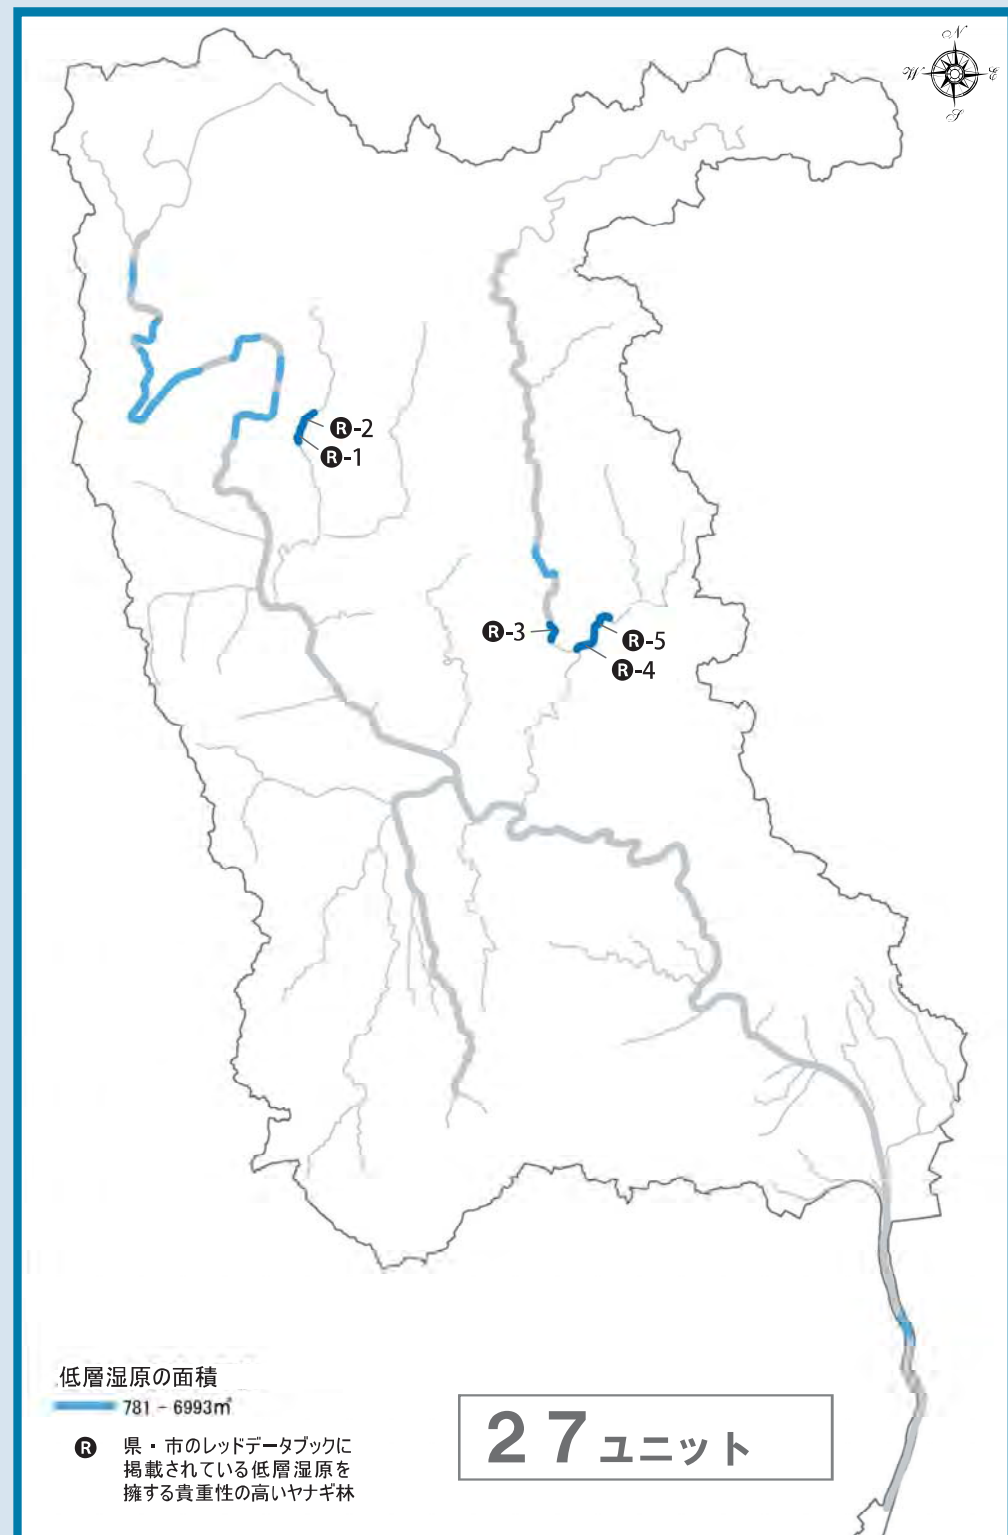 N
W E
S
R-2
R-1
R-3
R-5
R-4
低層湿原の面積
781 - 6993㎡
R 県・市のレッドデータブックに
掲載されている低層湿原を
擁する貴重性の高いヤナギ林
27ユニット